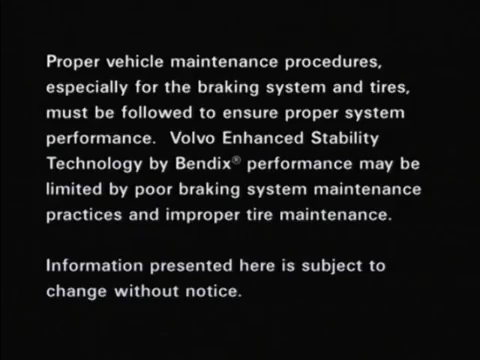 Proper vehicle maintenance procedures,
especially for the braking system and tires,
must be followed to ensure proper system
performance.  Volvo Enhanced Stability
Technology by Bendix® performance may be
limited by poor braking system maintenance
practices and improper tire maintenance.

Information presented here is subject to
change without notice.